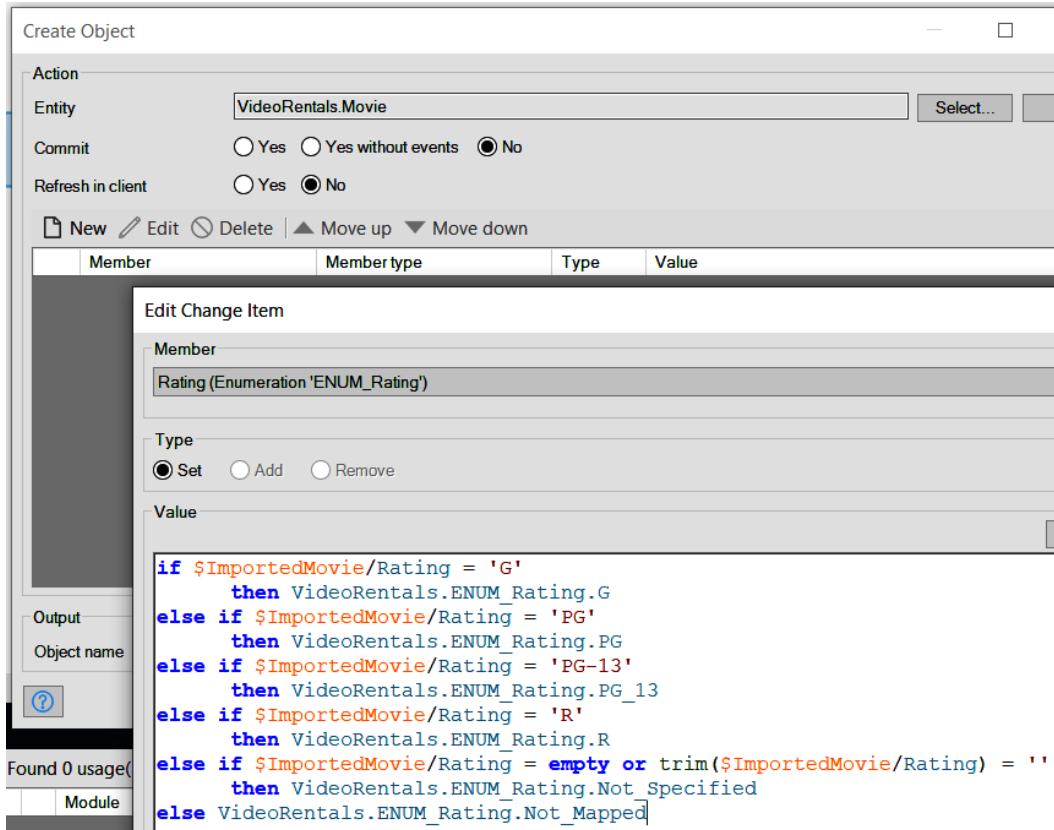 Create Object
Action
Entity VideoRentals.Movie Select...
Commit Yes Yes without events No
Refresh in client Yes No
New Edit Delete Move up Move down
Member Member type Type Value
Edit Change Item
Member
Rating (Enumeration 'ENUM_Rating')
Type
Set Add Remove
Value
if $ImportedMovie/Rating = 'G'
then VideoRentals.ENUM_Rating.G
else if $ImportedMovie/Rating = 'PG'
then VideoRentals.ENUM_Rating.PG
else if $ImportedMovie/Rating = 'PG-13'
then VideoRentals.ENUM_Rating.PG_13
else if $ImportedMovie/Rating = 'R'
then VideoRentals.ENUM_Rating.R
else if $ImportedMovie/Rating = empty or trim($ImportedMovie/Rating) = ''
then VideoRentals.ENUM_Rating.Not_Specified
else VideoRentals.ENUM_Rating.Not_Mapped
Output
Object name
?
Found 0 usage(
Module